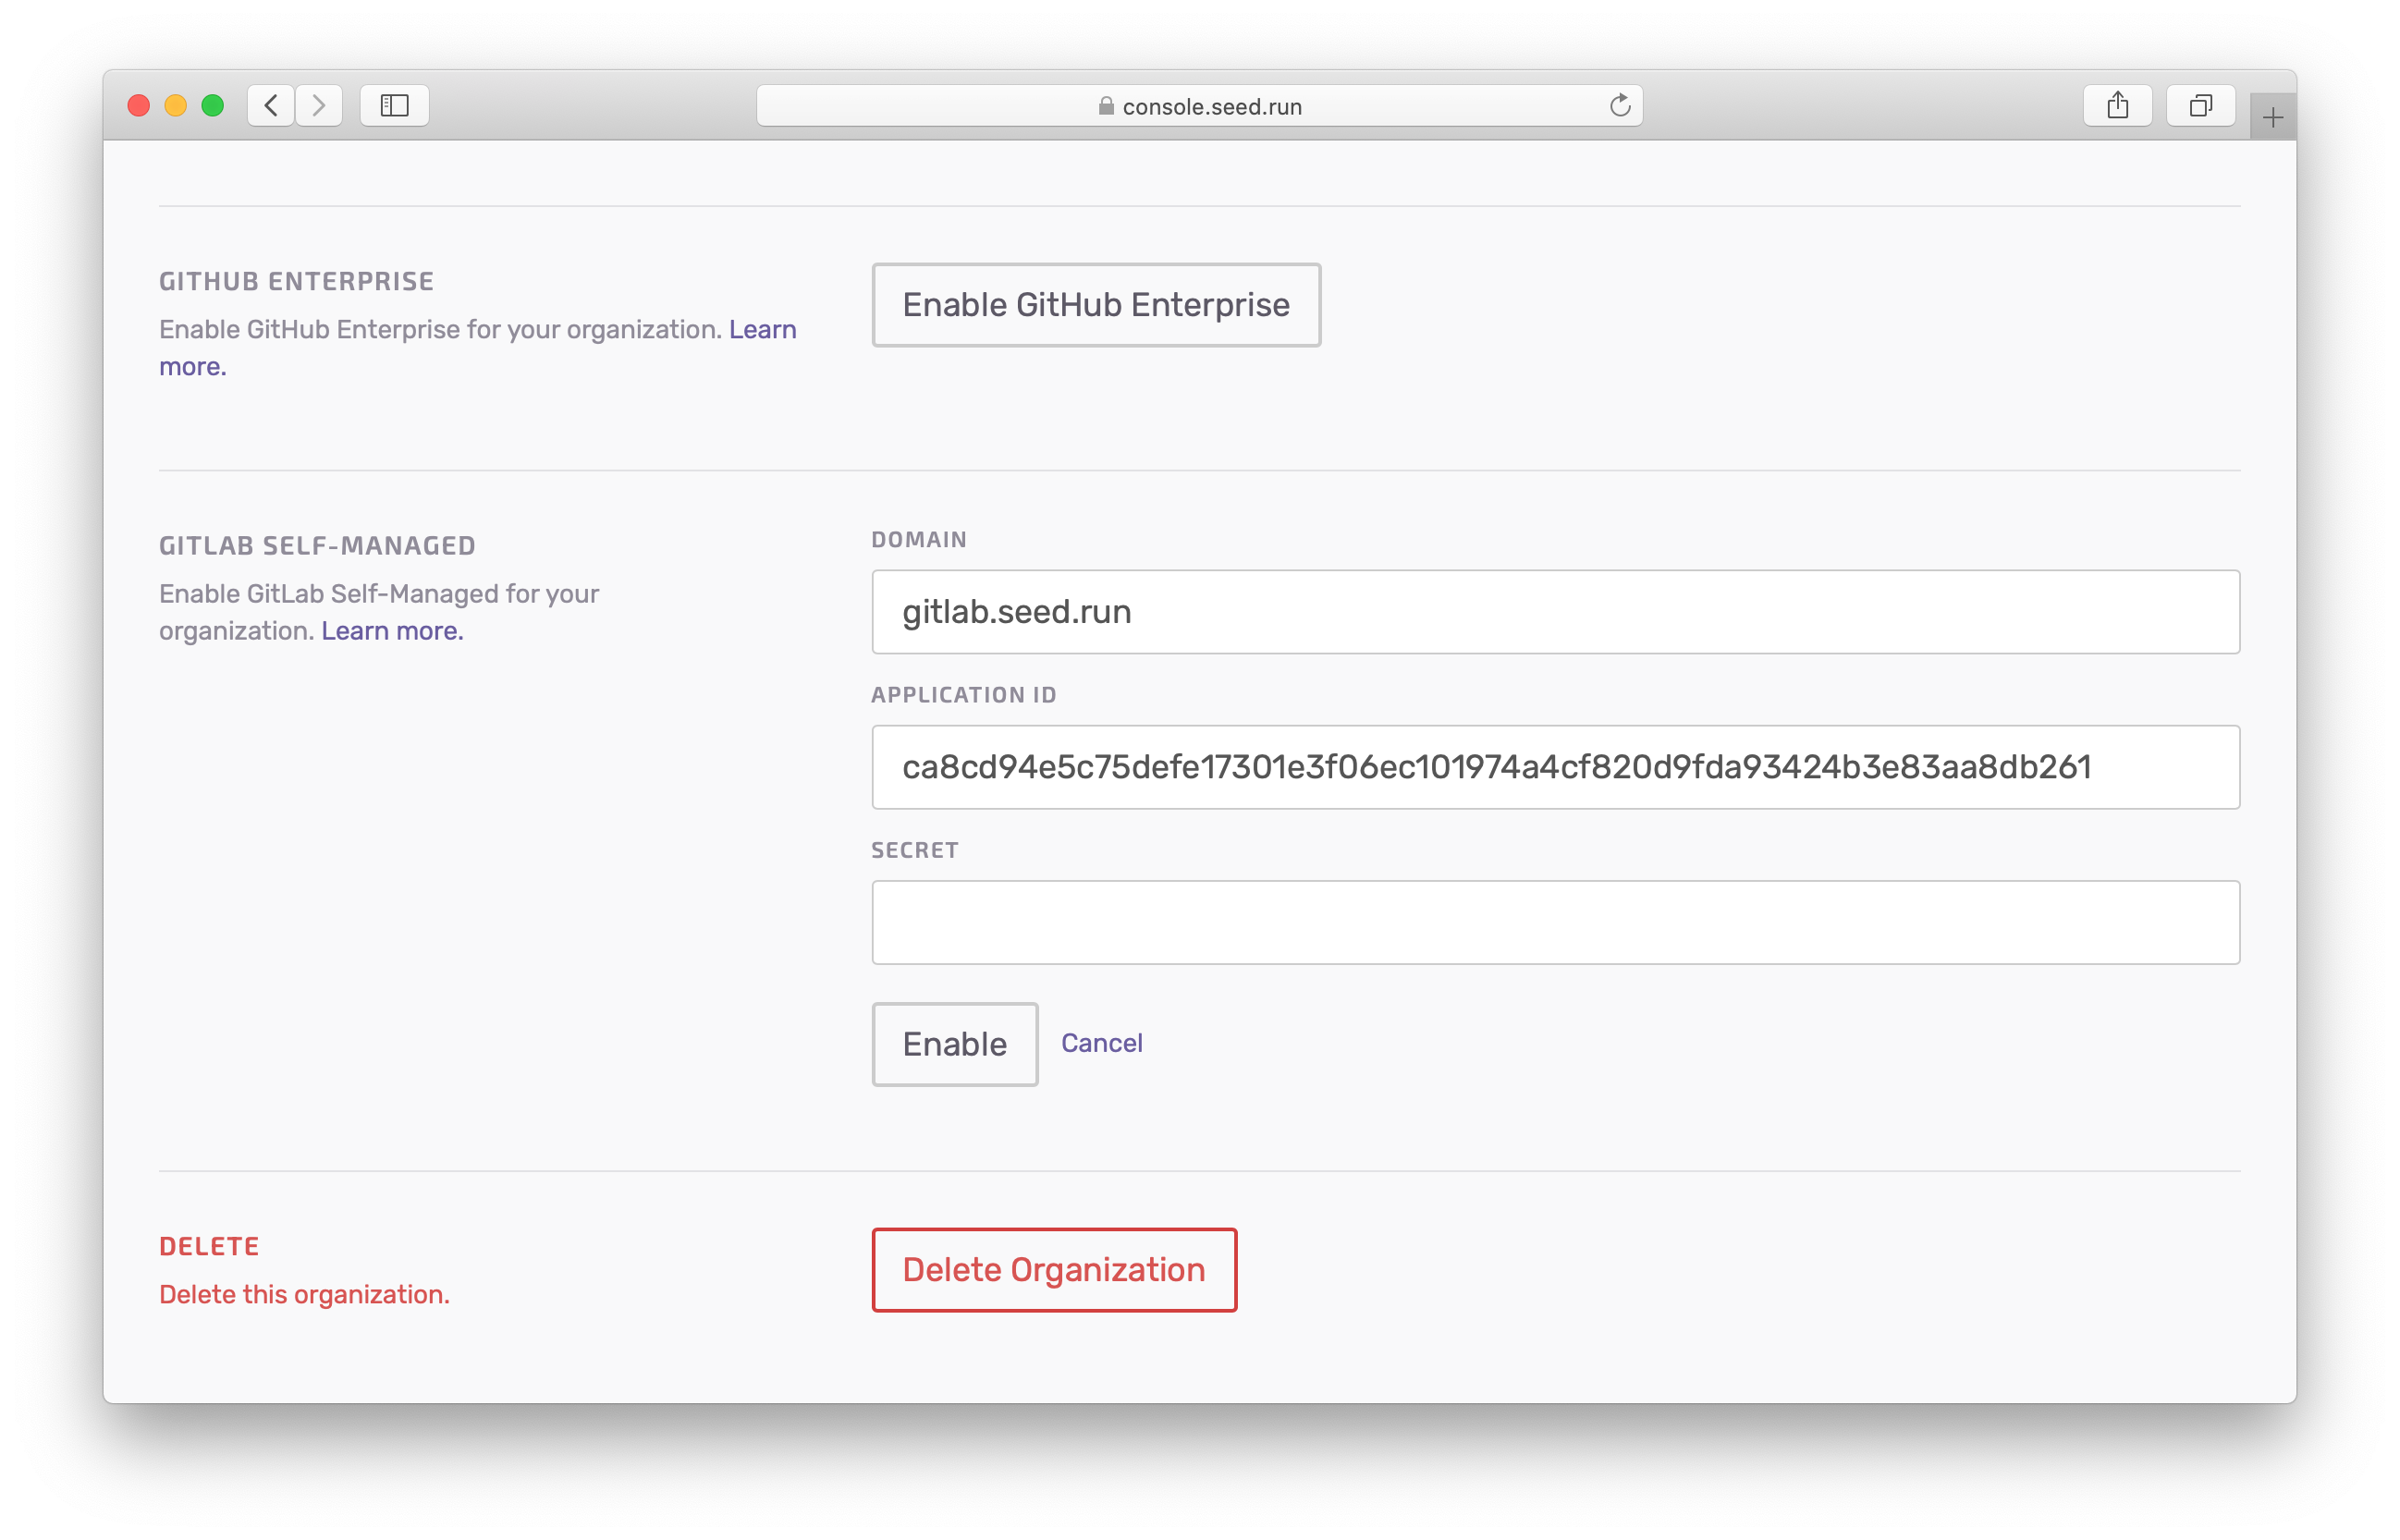 console.seed.run
GITHUB ENTERPRISE
Enable GitHub Enterprise for your organization. Learn
more.
Enable GitHub Enterprise
GITLAB SELF-MANAGED
Enable GitLab Self-Managed for your
organization. Learn more.
DOMAIN
gitlab.seed.run
APPLICATION ID
ca8cd94e5c75defe17301e3f06ec101974a4cf820d9fda93424b3e83aa8db261
SECRET
Enable
Cancel
DELETE
Delete this organization.
Delete Organization